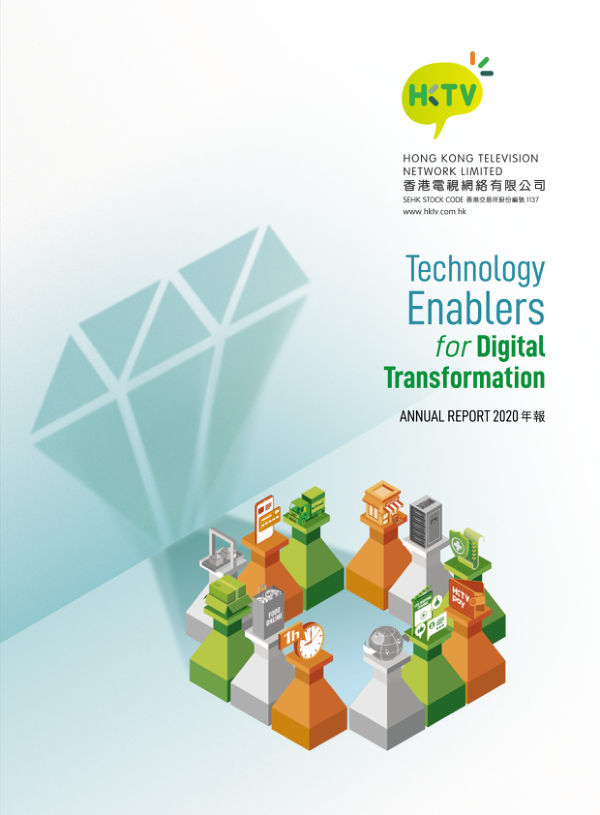 HKTV
HONG KONG TELEVISION
NETWORK LIMITED
香港電視網絡有限公司
SEHK STOCK CODE 香港交易所股份編號:1137
www.hktv.com.hk
Technology
Enablers
for Digital
Transformation
ANNUAL REPORT 2020 年報
HKTV
pay
FOOD
ONLINE
1h